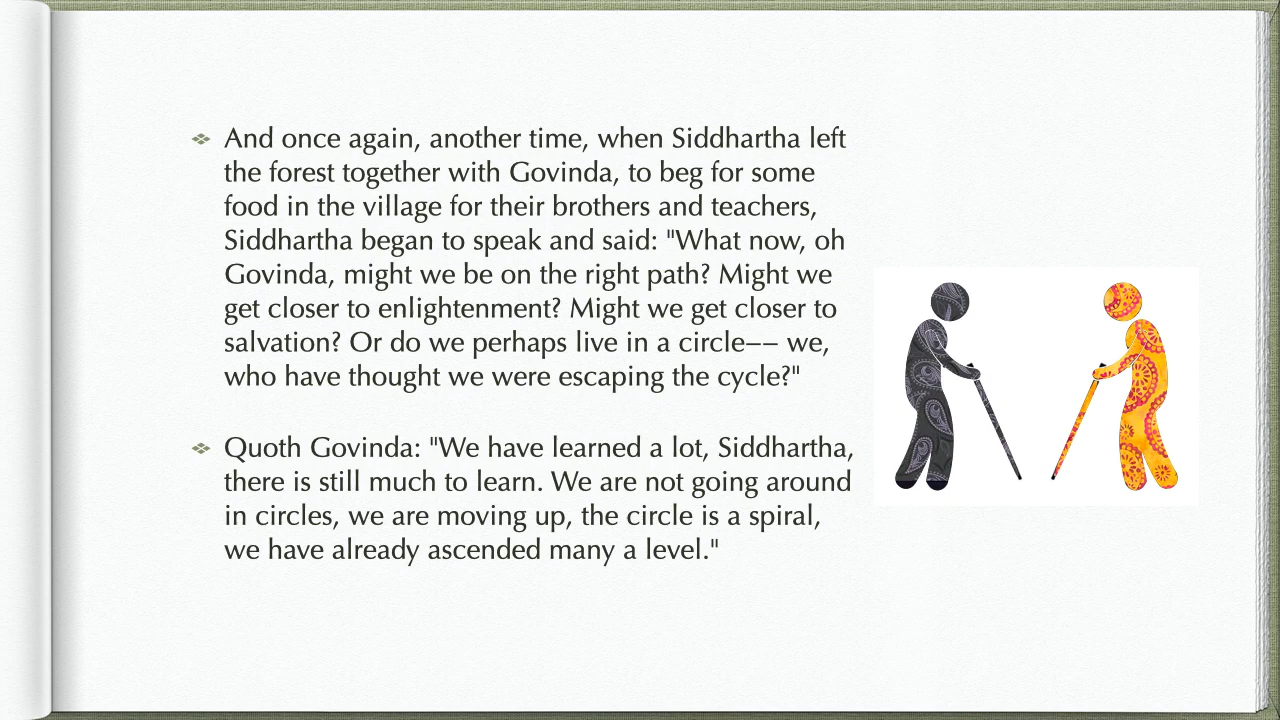 And once again, another time, when Siddhartha left
the forest together with Govinda, to beg for some
food in the village for their brothers and teachers,
Siddhartha began to speak and said: "What now, oh
Govinda, might we be on the right path? Might we
get closer to enlightenment? Might we get closer to
salvation? Or do we perhaps live in a circle–– we,
who have thought we were escaping the cycle?"
Quoth Govinda: "We have learned a lot, Siddhartha,
there is still much to learn. We are not going around
in circles, we are moving up, the circle is a spiral,
we have already ascended many a level."